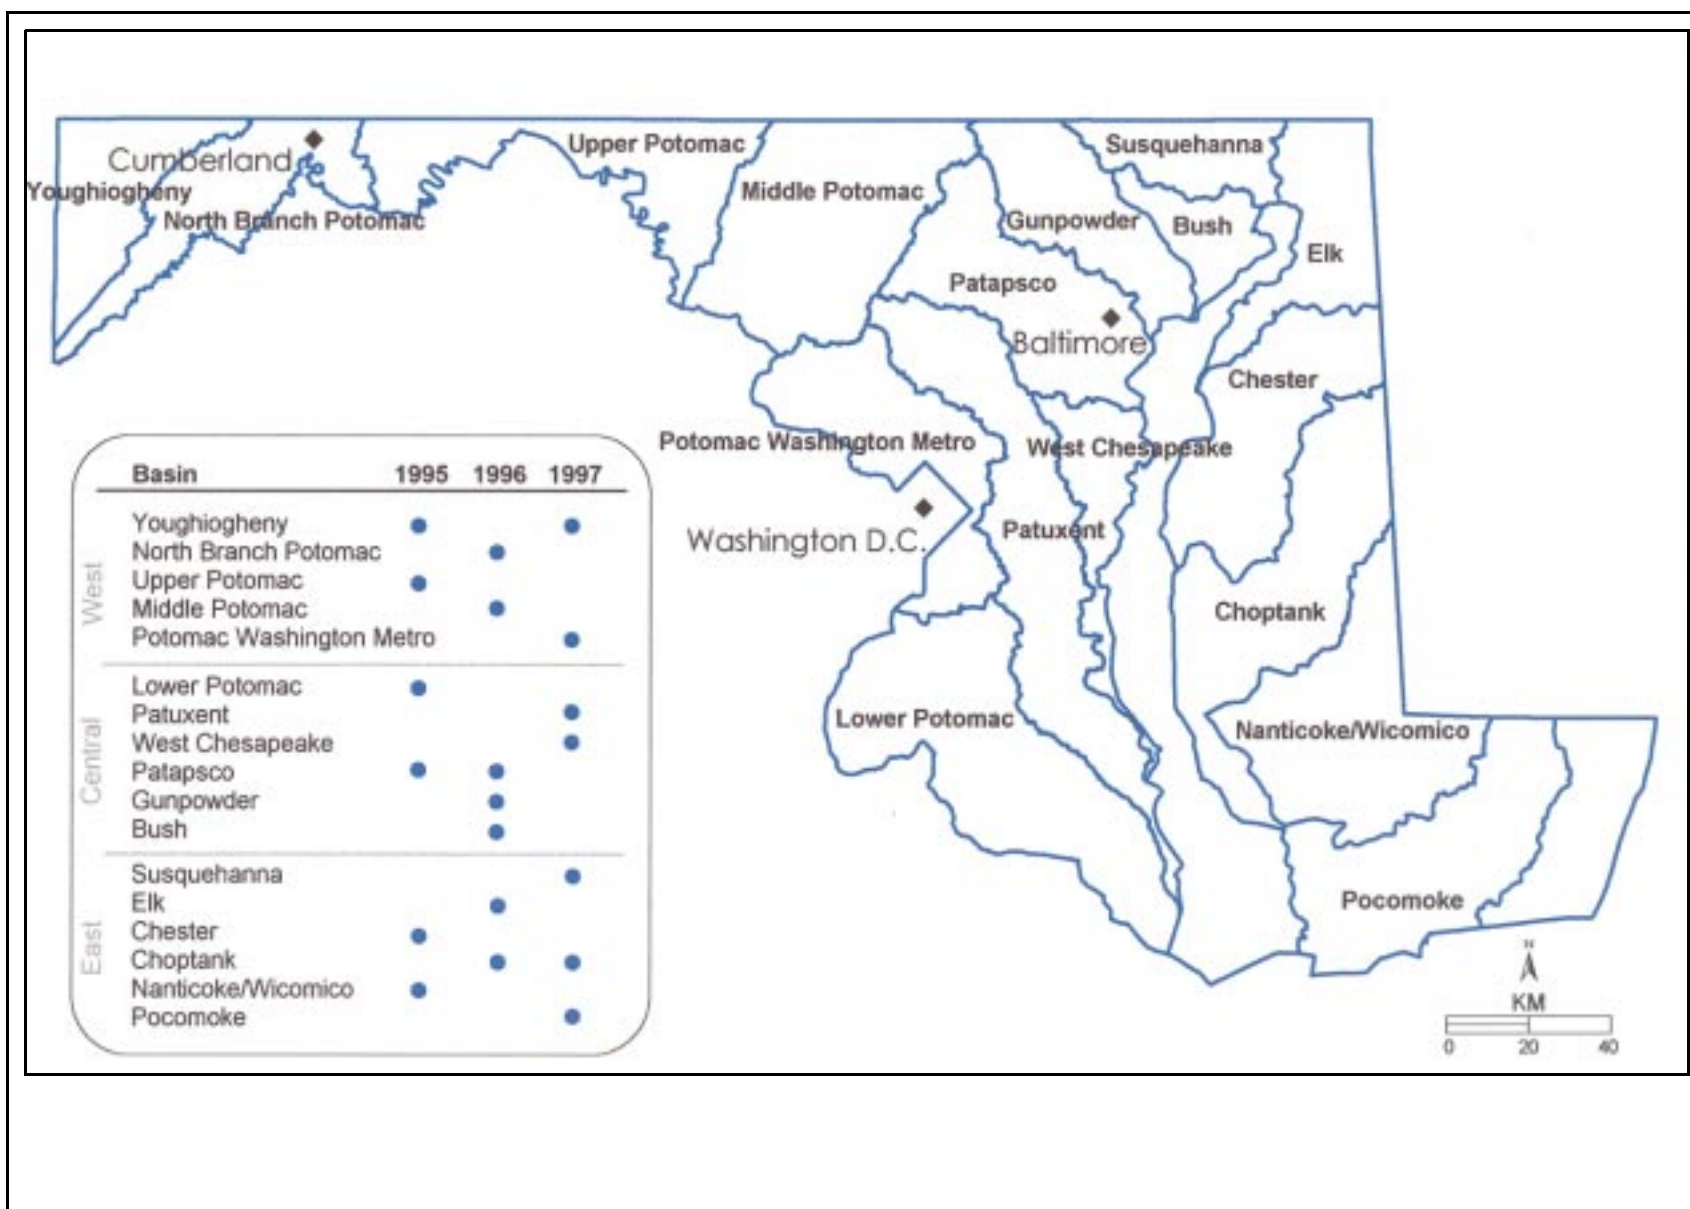 Upper Potomac
Susquehanna
Cumberland
Youghiogheny
Middle Potomac
North Branch Potomac
Gunpowder
Bush
Elk
Patapsco
Baltimore
Chester
Potomac Washington Metro
West Chesapeake
Patuxent
Washington D.C.
Choptank
Lower Potomac
Nanticoke/Wicomico
Pocomoke
N
KM
0 20 40
Basin 1995 1996 1997
West
Youghiogheny
North Branch Potomac
Upper Potomac
Middle Potomac
Potomac Washington Metro
Central
Lower Potomac
Patuxent
West Chesapeake
Patapsco
Gunpowder
Bush
East
Susquehanna
Elk
Chester
Choptank
Nanticoke/Wicomico
Pocomoke